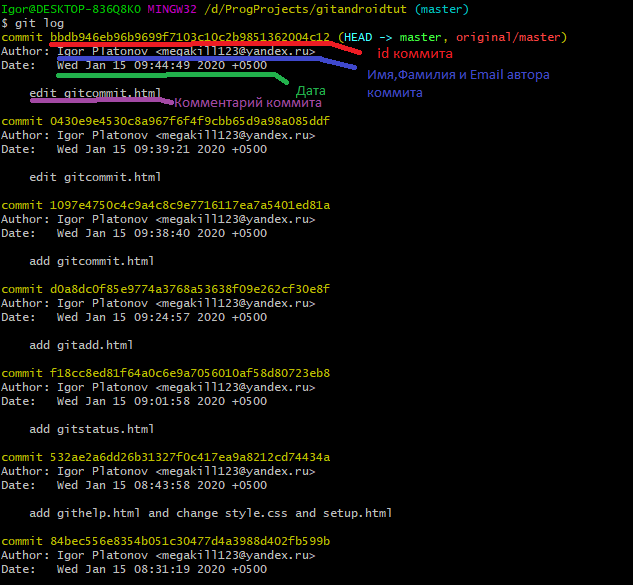 Igor@DESKTOP-836Q8KO MINGW32 /d/ProgProjects/gitandroidtut (master)
$ git log
commit bbdb946eb96b9699f7103c10c2b9851362004c12 (HEAD -> master, original/master)
Author: Igor Platonov <megakill123@yandex.ru>
id коммита
Date:   Wed Jan 15 09:44:49 2020 +0500
Имя,Фамилия и Email автора
коммита
Дата
edit gitcommit.html
Комментарий коммита
commit 0430e9e4530c8a967f6f4f9cbb65d9a98a085ddf
Author: Igor Platonov <megakill123@yandex.ru>
Date:   Wed Jan 15 09:39:21 2020 +0500
edit gitcommit.html
commit 1097e4750c4c9a4c8c9e7716117ea7a5401ed81a
Author: Igor Platonov <megakill123@yandex.ru>
Date:   Wed Jan 15 09:38:40 2020 +0500
add gitcommit.html
commit d0a8dc0f85e9774a3768a53638f09e262cf30e8f
Author: Igor Platonov <megakill123@yandex.ru>
Date:   Wed Jan 15 09:24:57 2020 +0500
add gitadd.html
commit f18cc8ed81f64a0c6e9a7056010af58d80723eb8
Author: Igor Platonov <megakill123@yandex.ru>
Date:   Wed Jan 15 09:01:58 2020 +0500
add gitstatus.html
commit 532ae2a6dd26b31327f0c417ea9a8212cd74434a
Author: Igor Platonov <megakill123@yandex.ru>
Date:   Wed Jan 15 08:43:58 2020 +0500
add githelp.html and change style.css and setup.html
commit 84bec556e8354b051c30477d4a3988d402fb599b
Author: Igor Platonov <megakill123@yandex.ru>
Date:   Wed Jan 15 08:31:19 2020 +0500